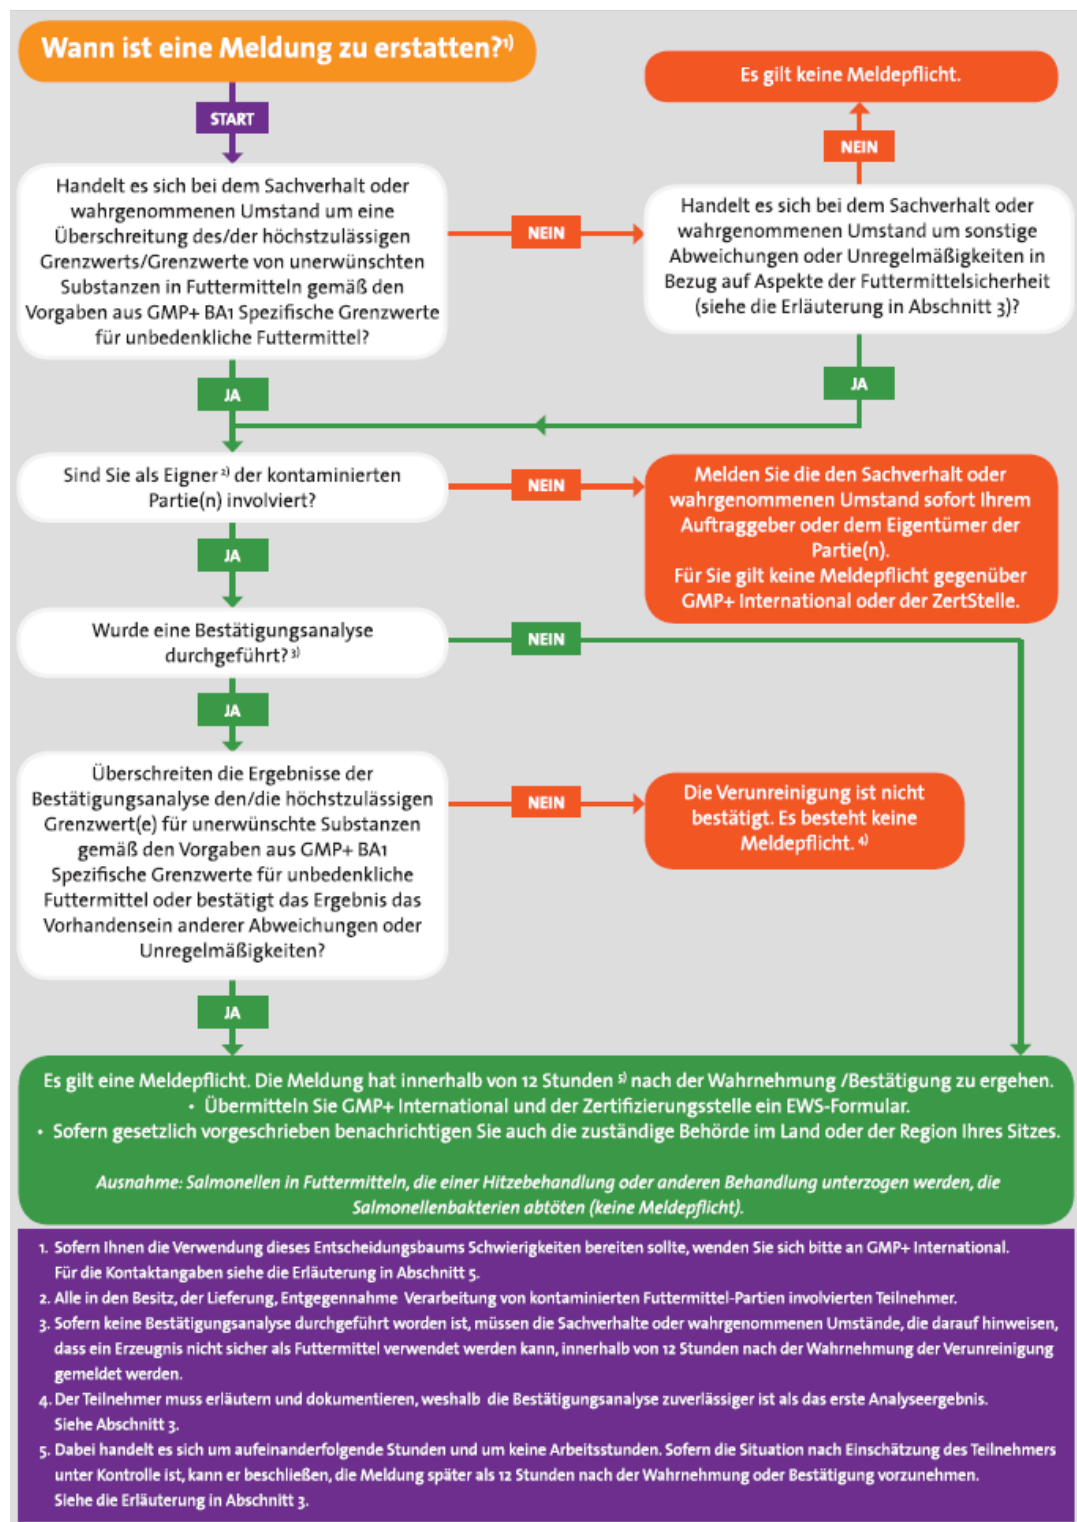 Wann ist eine Meldung zu erstatten?1)
START
Es gilt keine Meldepflicht.
NEIN
Handelt es sich bei dem Sachverhalt oder
wahrgenommenen Umstand um eine
Überschreitung des/der höchstzulässigen
Grenzwerts/Grenzwerte von unerwünschten
Substanzen in Futtermitteln gemäß den
Vorgaben aus GMP+ BA1 Spezifische Grenzwerte
für unbedenkliche Futtermittel?
NEIN
Handelt es sich bei dem Sachverhalt oder
wahrgenommenen Umstand um sonstige
Abweichungen oder Unregelmäßigkeiten in
Bezug auf Aspekte der Futtermittelsicherheit
(siehe die Erläuterung in Abschnitt 3)?
JA
JA
Sind Sie als Eigner 2) der kontaminierten
Partie(n) involviert?
NEIN
Melden Sie die den Sachverhalt oder
wahrgenommenen Umstand sofort Ihrem
Auftraggeber oder dem Eigentümer der
Partie(n).
Für Sie gilt keine Meldepflicht gegenüber
GMP+ International oder der ZertStelle.
JA
Wurde eine Bestätigungsanalyse
durchgeführt? 3)
NEIN
JA
Überschreiten die Ergebnisse der
Bestätigungsanalyse den/die höchstzulässigen
Grenzwert(e) für unerwünschte Substanzen
gemäß den Vorgaben aus GMP+ BA1
Spezifische Grenzwerte für unbedenkliche
Futtermittel oder bestätigt das Ergebnis das
Vorhandensein anderer Abweichungen oder
Unregelmäßigkeiten?
NEIN
Die Verunreinigung ist nicht
bestätigt. Es besteht keine
Meldepflicht. 4)
JA
Es gilt eine Meldepflicht. Die Meldung hat innerhalb von 12 Stunden 5) nach der Wahrnehmung /Bestätigung zu ergehen.
• Übermitteln Sie GMP+ International und der Zertifizierungsstelle ein EWS-Formular.
• Sofern gesetzlich vorgeschrieben benachrichtigen Sie auch die zuständige Behörde im Land oder der Region Ihres Sitzes.
Ausnahme: Salmonellen in Futtermitteln, die einer Hitzebehandlung oder anderen Behandlung unterzogen werden, die
Salmonellenbakterien abtöten (keine Meldepflicht).
1. Sofern Ihnen die Verwendung dieses Entscheidungsbaums Schwierigkeiten bereiten sollte, wenden Sie sich bitte an GMP+ International.
Für die Kontaktangaben siehe die Erläuterung in Abschnitt 5.
2. Alle in den Besitz, der Lieferung, Entgegennahme Verarbeitung von kontaminierten Futtermittel-Partien involvierten Teilnehmer.
3. Sofern keine Bestätigungsanalyse durchgeführt worden ist, müssen die Sachverhalte oder wahrgenommenen Umstände, die darauf hinweisen,
dass ein Erzeugnis nicht sicher als Futtermittel verwendet werden kann, innerhalb von 12 Stunden nach der Wahrnehmung der Verunreinigung
gemeldet werden.
4. Der Teilnehmer muss erläutern und dokumentieren, weshalb die Bestätigungsanalyse zuverlässiger ist als das erste Analyseergebnis.
Siehe Abschnitt 3.
5. Dabei handelt es sich um aufeinanderfolgende Stunden und um keine Arbeitsstunden. Sofern die Situation nach Einschätzung des Teilnehmers
unter Kontrolle ist, kann er beschließen, die Meldung später als 12 Stunden nach der Wahrnehmung oder Bestätigung vorzunehmen.
Siehe die Erläuterung in Abschnitt 3.